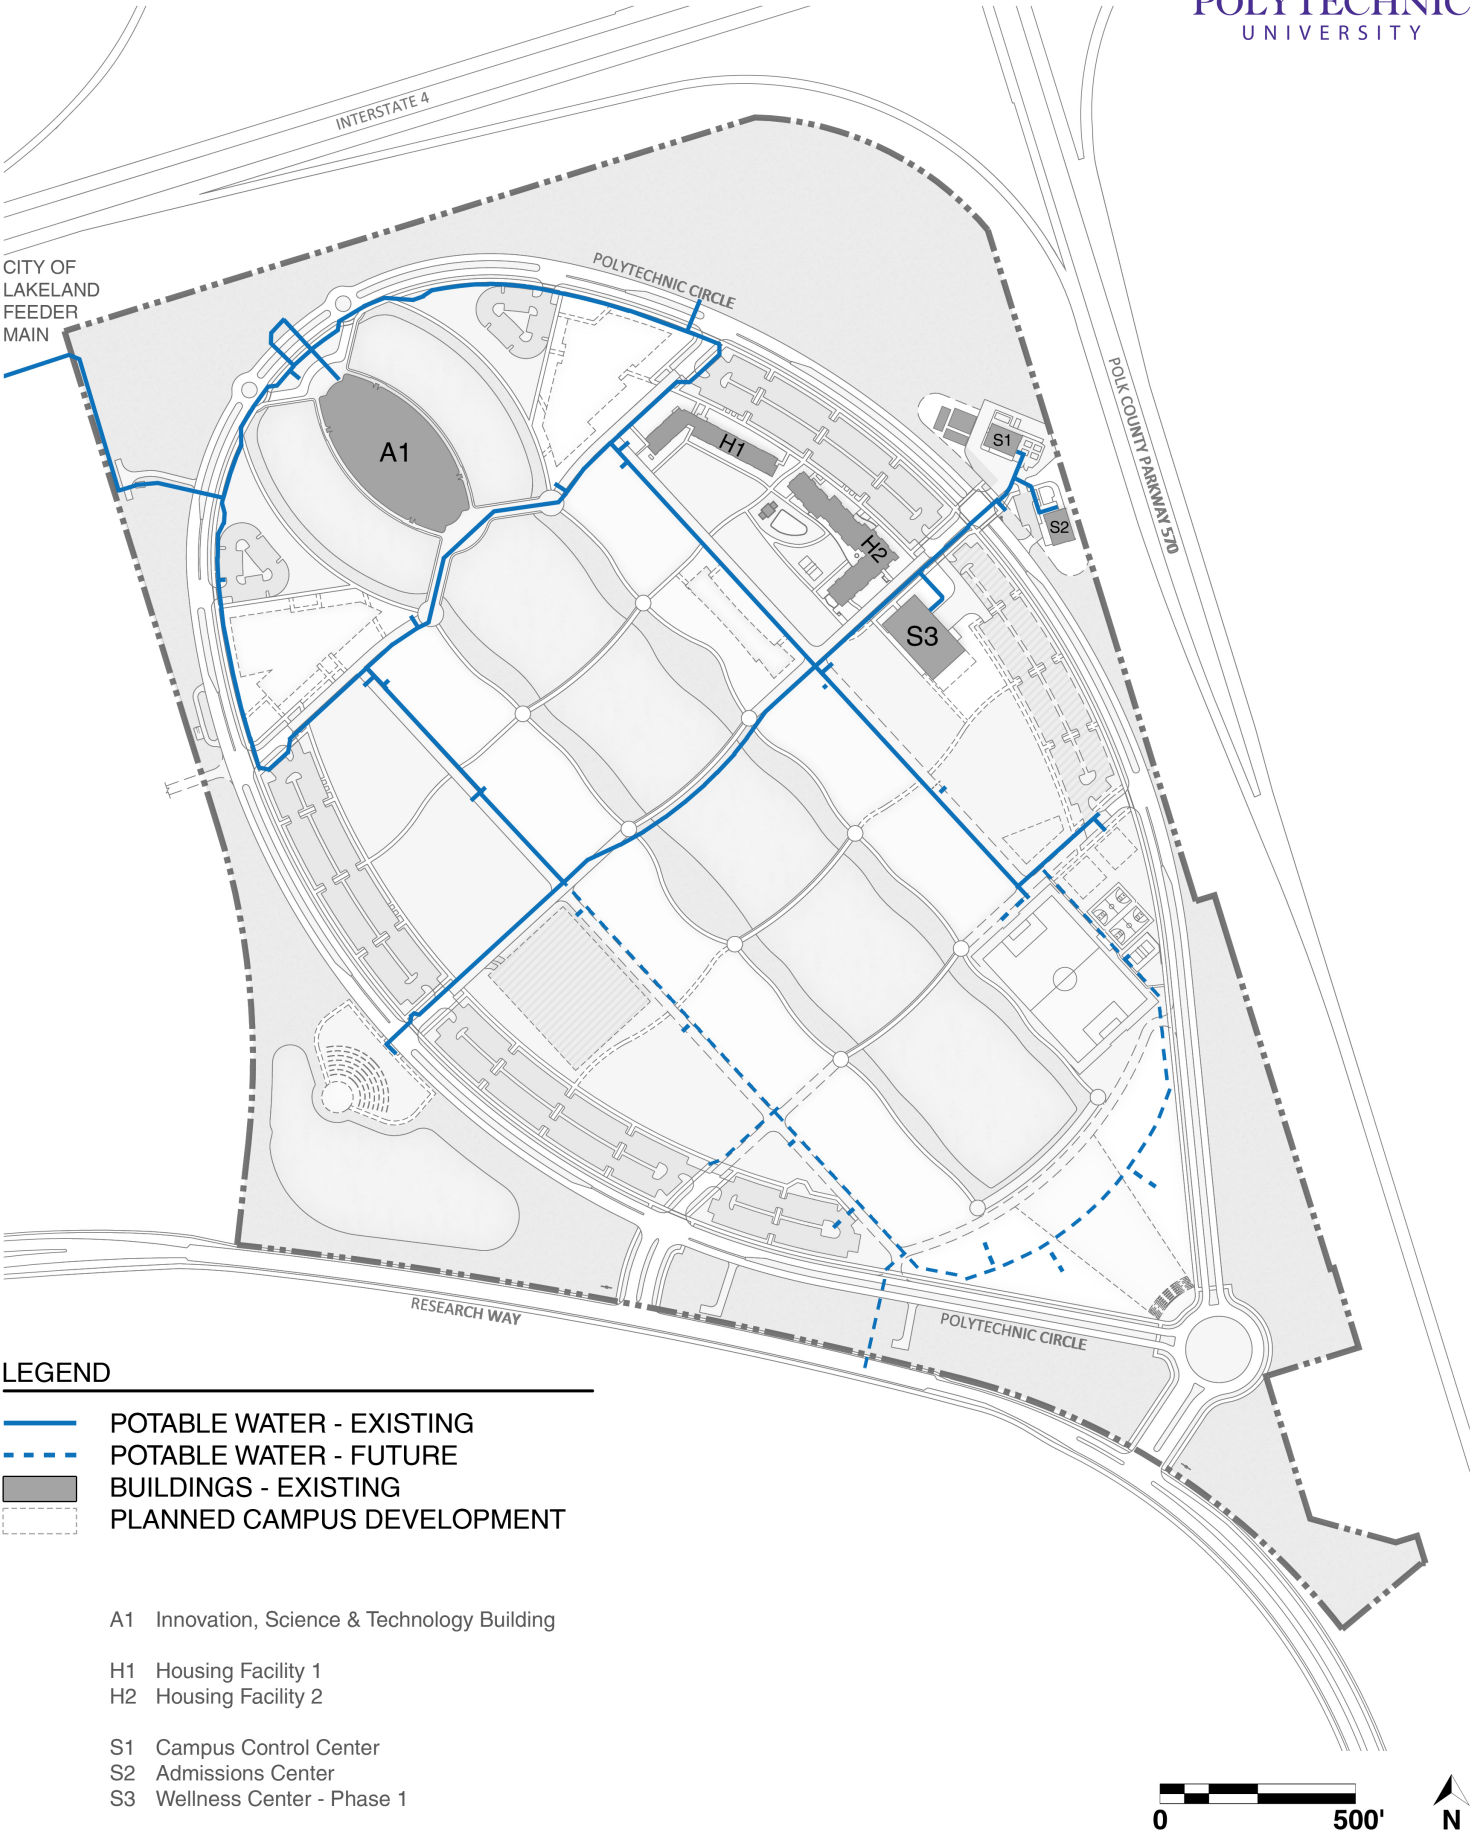 POLYTECHNIC
UNIVERSITY
INTERSTATE 4
POLYTECHNIC CIRCLE
CITY OF
LAKELAND
FEEDER
MAIN
POLK COUNTY PARKWAY 570
A1
H1
S1
S2
H2
S3
RESEARCH WAY
POLYTECHNIC CIRCLE
LEGEND
POTABLE WATER - EXISTING
POTABLE WATER - FUTURE
BUILDINGS - EXISTING
PLANNED CAMPUS DEVELOPMENT
A1 Innovation, Science & Technology Building
H1 Housing Facility 1
H2 Housing Facility 2
S1 Campus Control Center
S2 Admissions Center
S3 Wellness Center - Phase 1
0 500' N